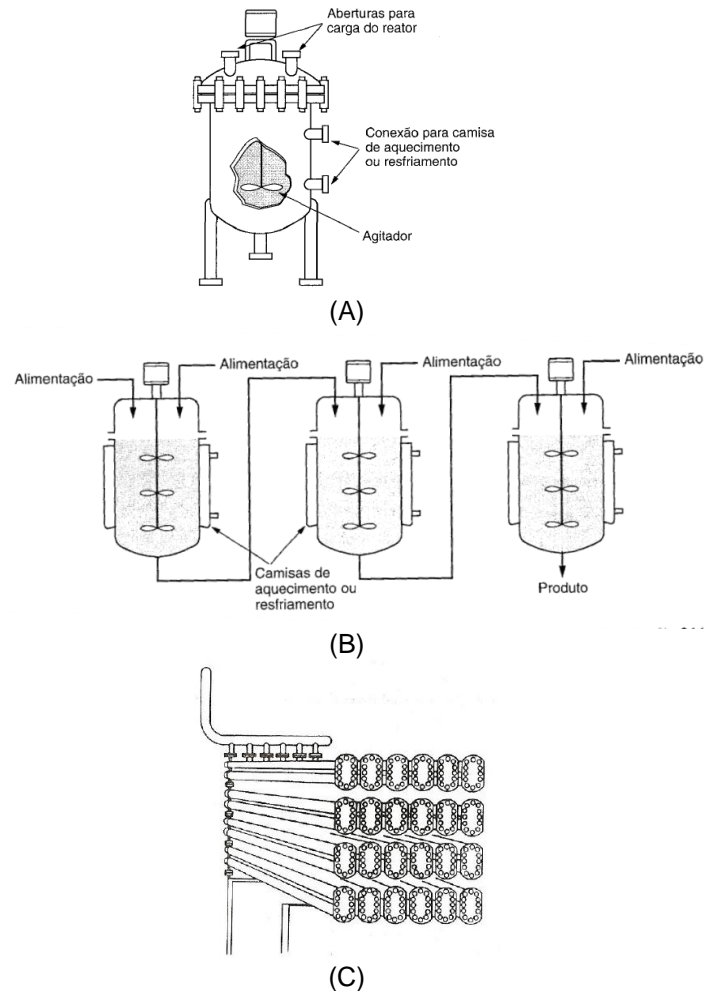 Aberturas para
carga do reator
Conexão para camisa
de aquecimento
ou resfriamento
Agitador
(A)
Alimentação
Alimentação
Alimentação
Alimentação
Camisas de
aquecimento ou
resfriamento
Produto
(B)
(C)